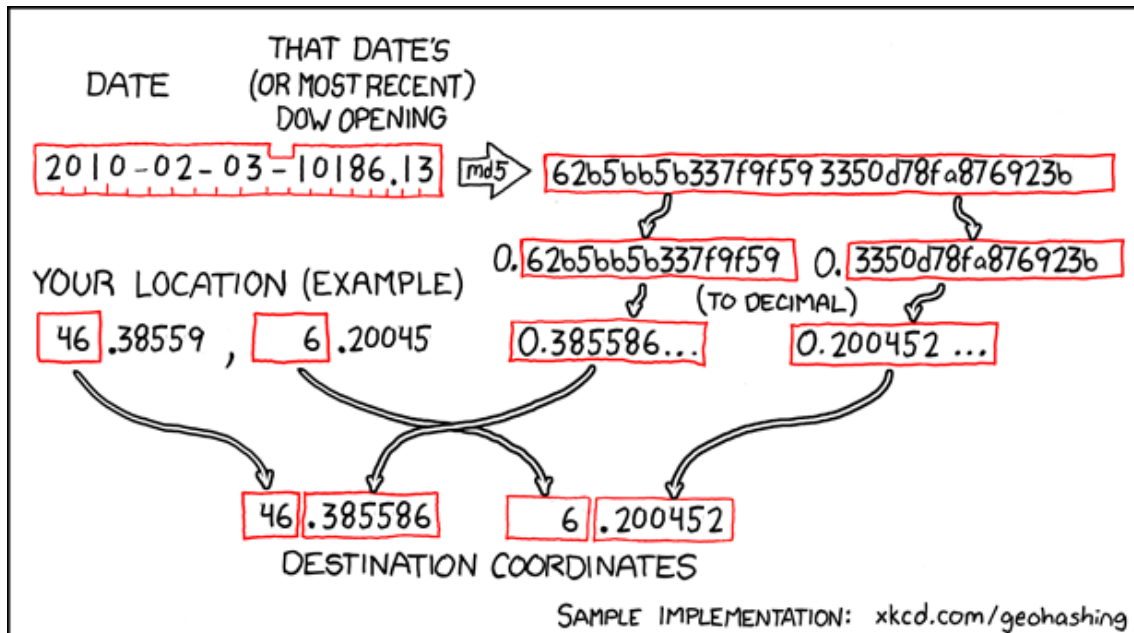 DATE
THAT DATE'S
(OR MOST RECENT)
DOW OPENING
2010-02-03-10186.13
md5
62b5bb5b337f9f59 3350d78fa876923b
0.62b5bb5b337f9f59
0.3350d78fa876923b
YOUR LOCATION (EXAMPLE)
(TO DECIMAL)
46.38559, 6.20045
0.385586...
0.200452...
46.385586
6.200452
DESTINATION COORDINATES
SAMPLE IMPLEMENTATION: xkcd.com/geohashing